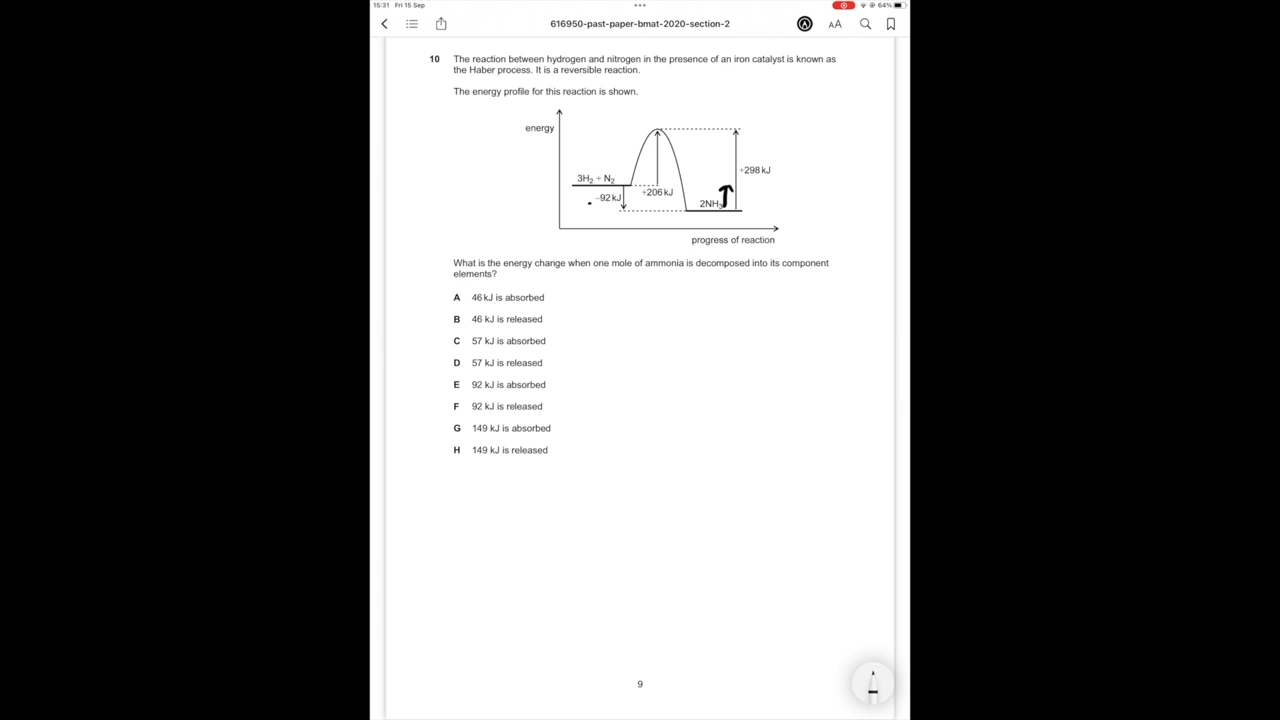 15:31 Fri 15 Sep
64%
616950-past-paper-bmat-2020-section-2
AA
10 The reaction between hydrogen and nitrogen in the presence of an iron catalyst is known as
the Haber process. It is a reversible reaction.
The energy profile for this reaction is shown.
energy
3H₂ + N₂
−92 kJ
+206 kJ
+298 kJ
2NH₃
progress of reaction
What is the energy change when one mole of ammonia is decomposed into its component
elements?
A 46 kJ is absorbed
B 46 kJ is released
C 57 kJ is absorbed
D 57 kJ is released
E 92 kJ is absorbed
F 92 kJ is released
G 149 kJ is absorbed
H 149 kJ is released
9